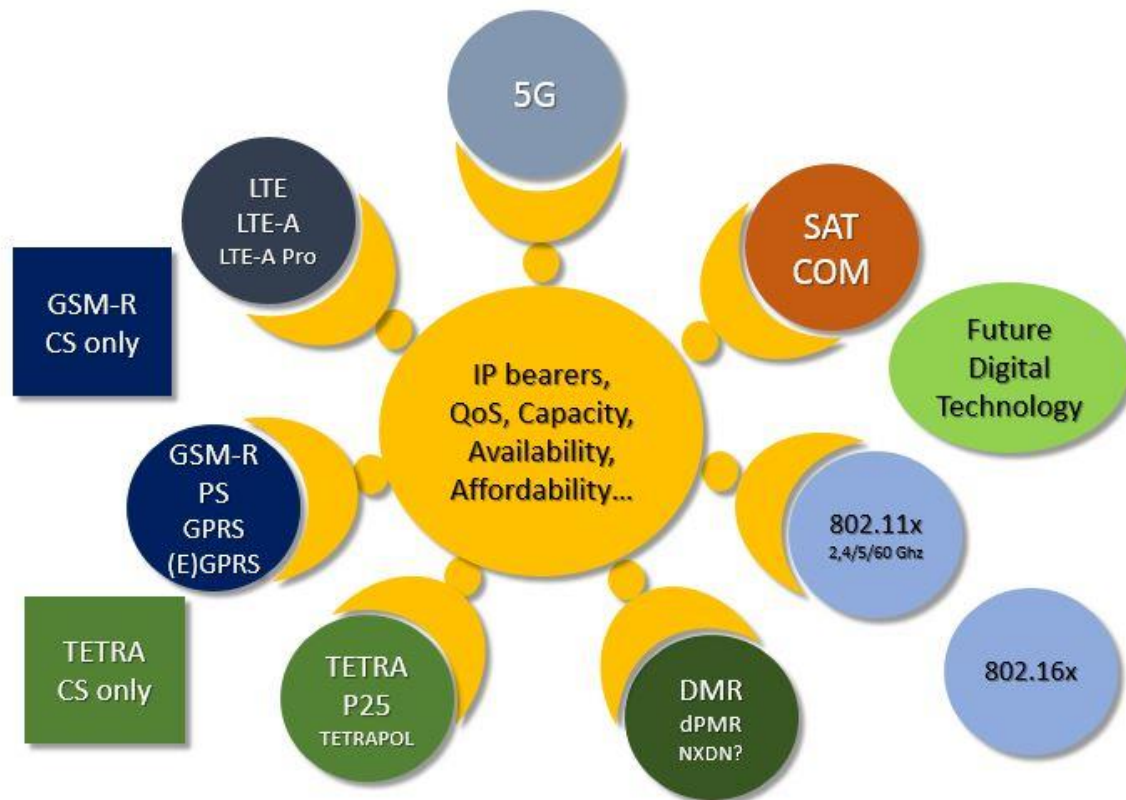 5G
LTE
LTE-A
LTE-A Pro
SAT
COM
GSM-R
CS only
Future
Digital
Technology
IP bearers,
QoS, Capacity,
Availability,
Affordability...
GSM-R
PS
GPRS
(E)GPRS
802.11x
2,4/5/60 Ghz
TETRA
CS only
TETRA
P25
TETRAPOL
DMR
dPMR
NXDN?
802.16x